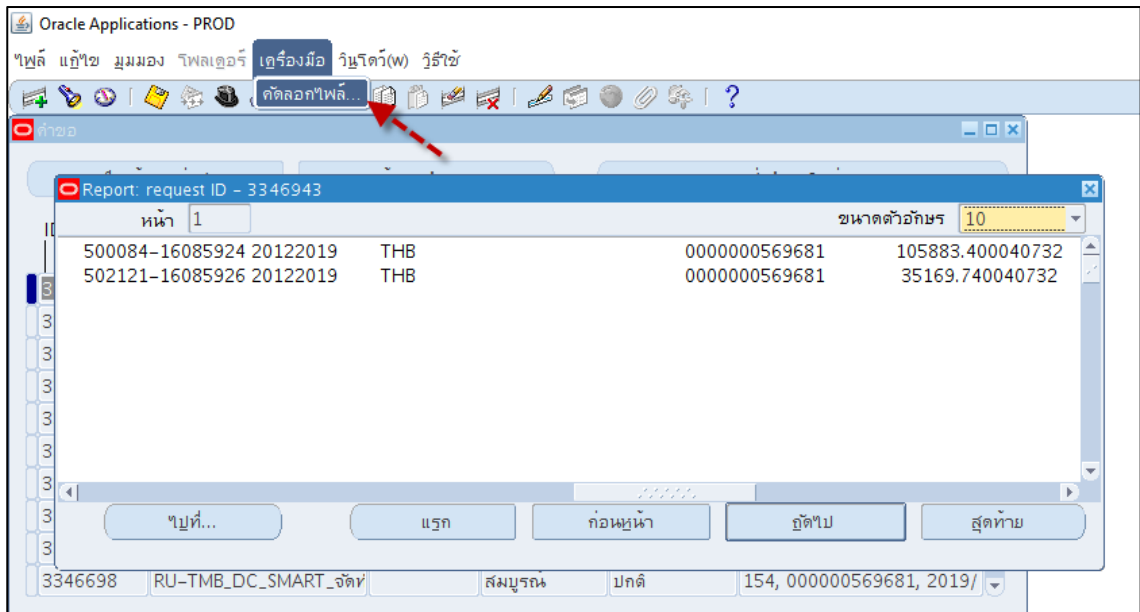 Oracle Applications - PROD
ไฟล์ แก้ไข มุมมอง โฟลเดอร์ เครื่องมือ วินโดว์(w) วิธีใช้
คัดลอกไฟล์...
คำขอ
Report: request ID - 3346943
หน้า 1 ขนาดตัวอักษร 10
500084-16085924 20122019 THB 0000000569681 105883.400040732
502121-16085926 20122019 THB 0000000569681 35169.740040732
ไปที่... แรก ก่อนหน้า ถัดไป สุดท้าย
3346698 RU-TMB_DC_SMART_จัดท สมบูรณ์ ปกติ 154, 000000569681, 2019/